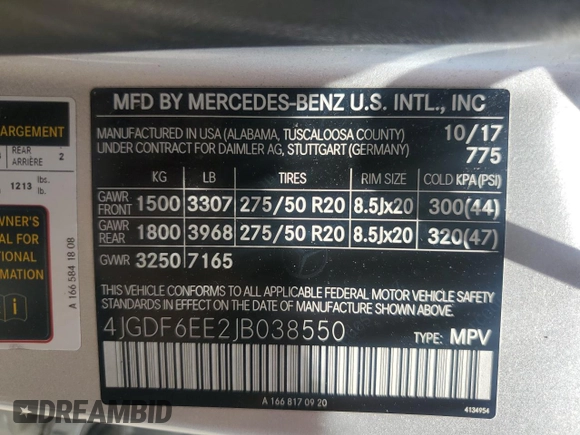 ARGEMENT
REAR
ARRIÈRE 2
1213 lbs.
lb.
OWNER'S
UAL FOR
TIONAL
RMATION
A 166 584 18 08
MFD BY MERCEDES-BENZ U.S. INTL., INC
MANUFACTURED IN USA (ALABAMA, TUSCALOOSA COUNTY) 10/17
UNDER CONTRACT FOR DAIMLER AG, STUTTGART (GERMANY) 775
KG LB TIRES RIM SIZE COLD KPA(PSI)
GAWR FRONT 1500 3307 275/50 R20 8.5Jx20 300(44)
GAWR REAR 1800 3968 275/50 R20 8.5Jx20 320(47)
GVWR 3250 7165
THIS VEHICLE CONFORMS TO ALL APPLICABLE FEDERAL MOTOR VEHICLE SAFETY
STANDARDS IN EFFECT ON THE DATE OF MANUFACTURE SHOWN ABOVE.
4JGDF6EE2JB038550 TYPE: MPV
A 166 817 09 20
4134954
DREAMBID